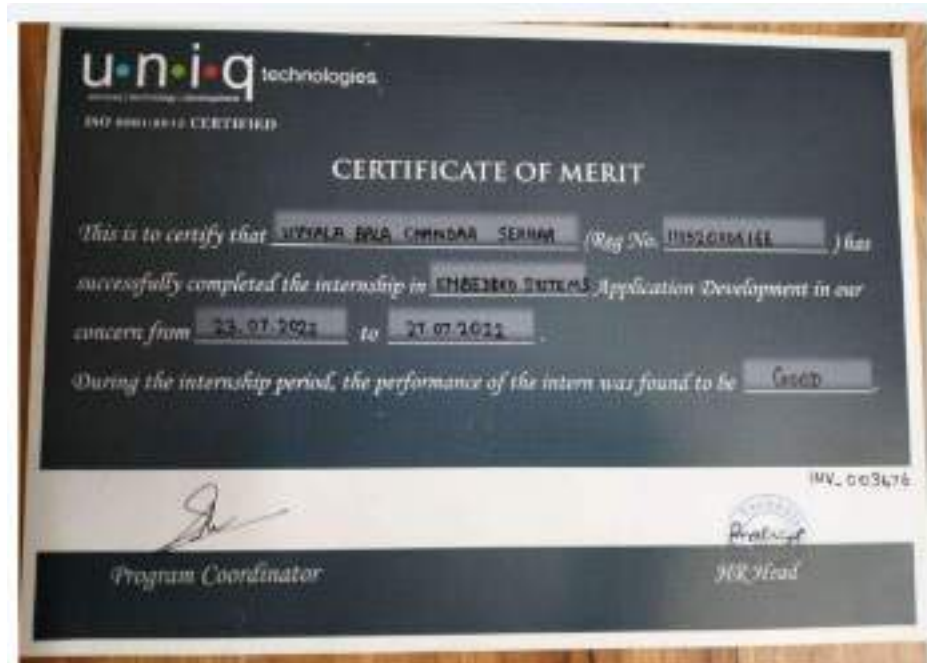 u·n·i·q technologies
CERTIFIED
CERTIFICATE OF MERIT
This is to certify that BALA CHANDRA SEKHAR (Reg No. ) has
successfully completed the internship in EMBEDDED SYSTEMS Application Development in our
concern from 23.07.2022 to 27.07.2022 .
During the internship period, the performance of the intern was found to be Good
INV_003676
Program Coordinator
HR Head